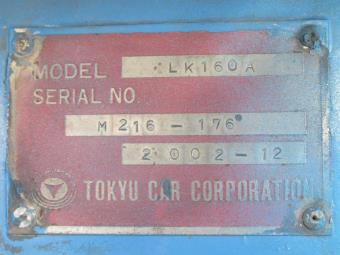 MODEL LK160A
SERIAL NO.
M216-176
2002-12
TOKYU CAR CORPORATION